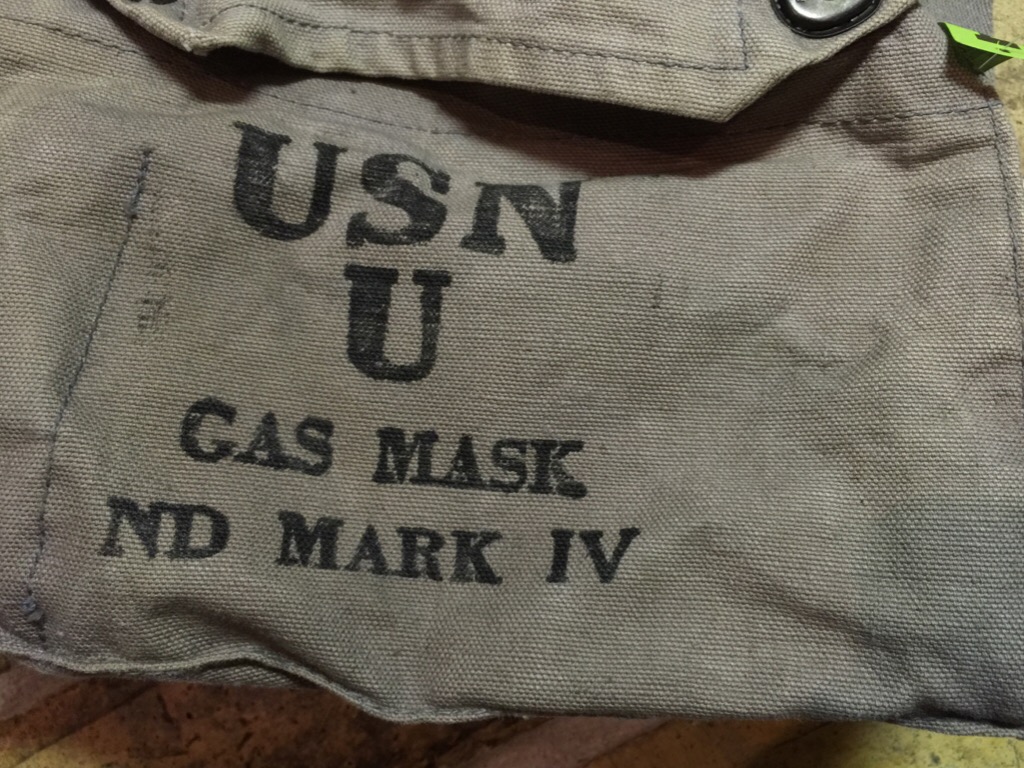 USN
U
GAS MASK
ND MARK IV